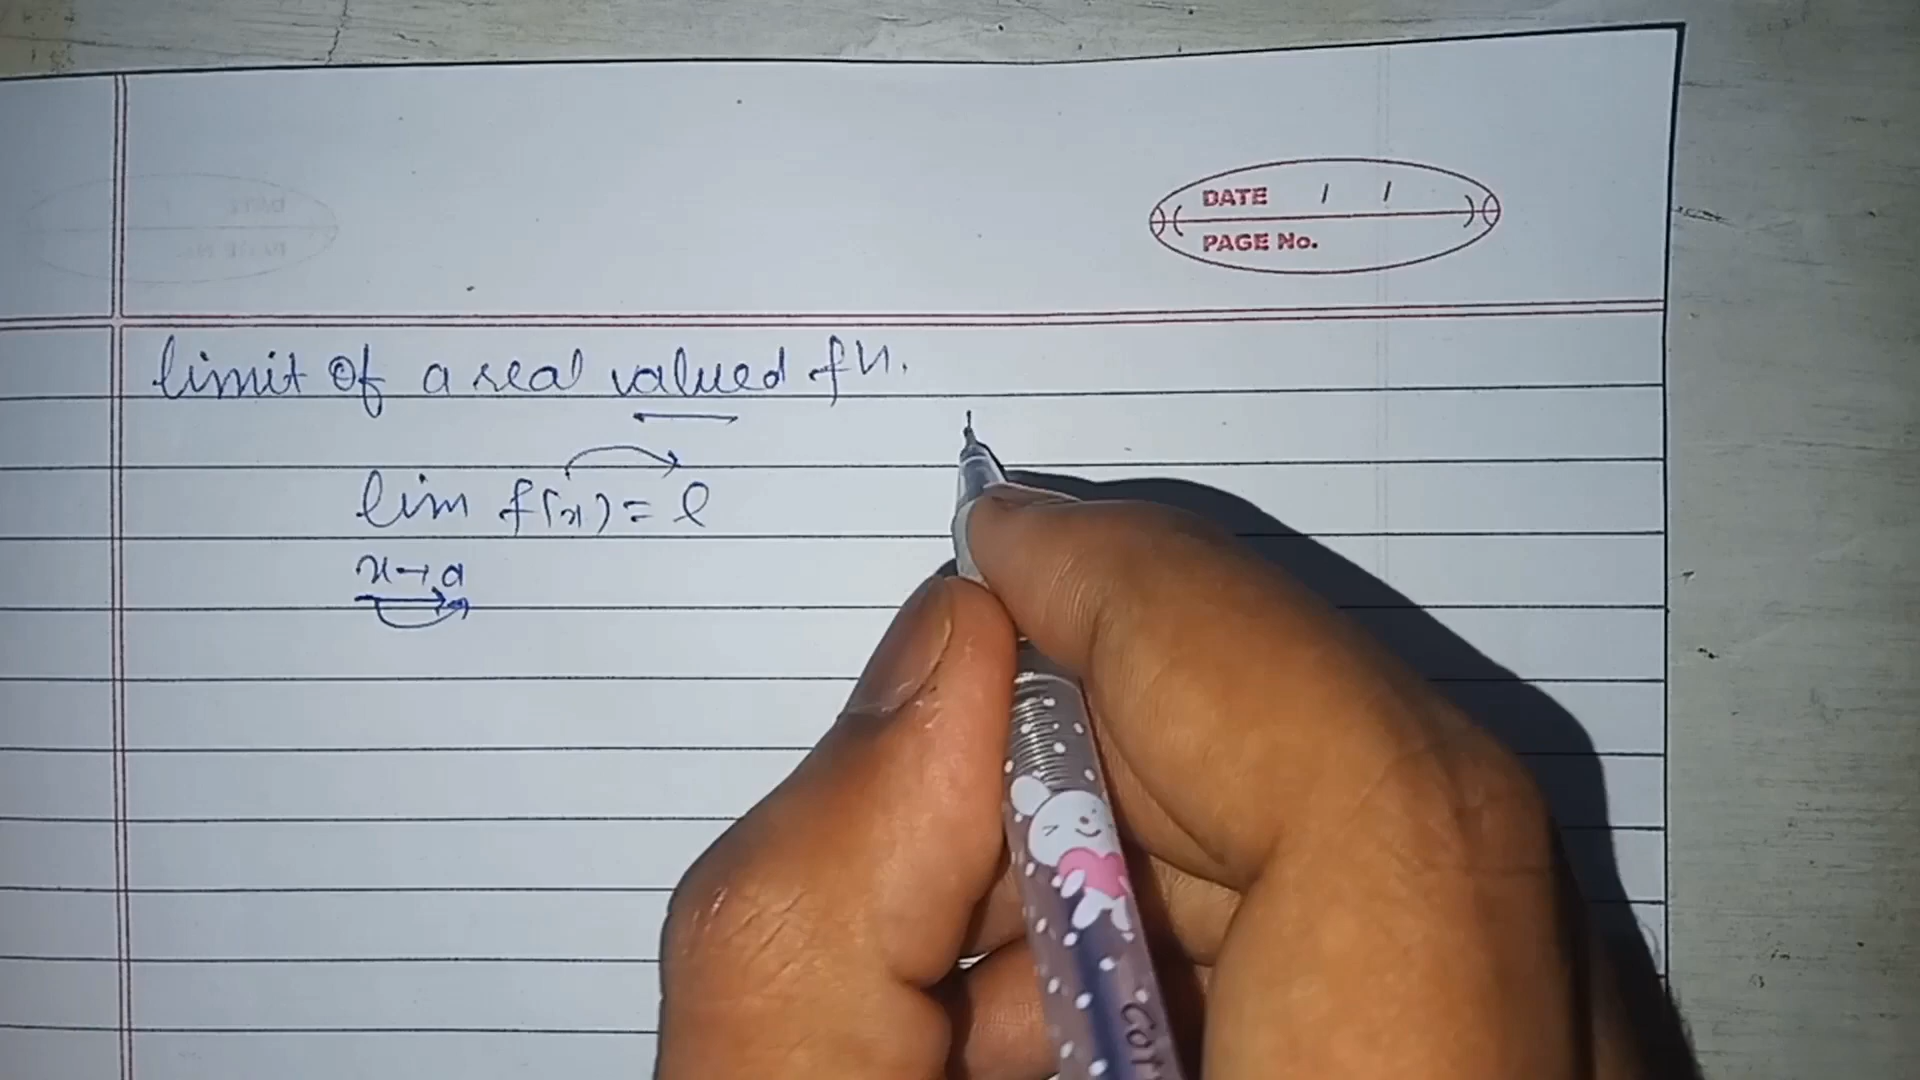 DATE / /
PAGE No.
limit of a real valued fn.
lim f(x) = l
x→a